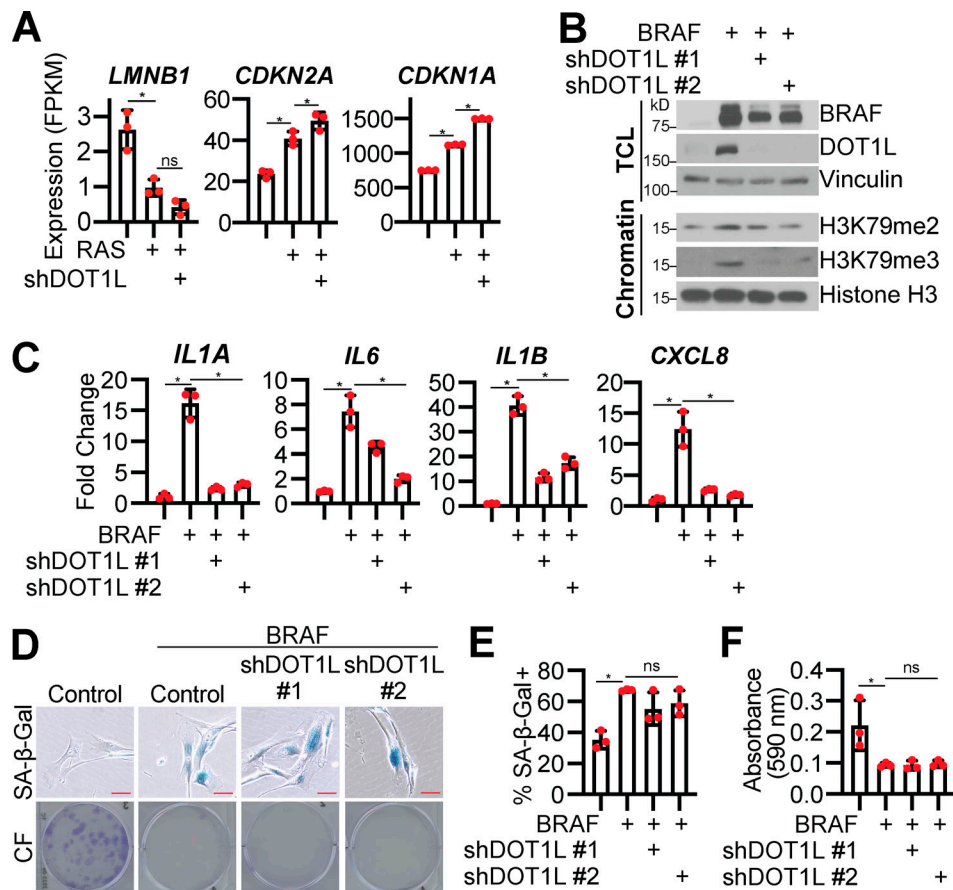 A
LMNB1 CDKN2A CDKN1A
Expression (FPKM)
3
2
1
0
* ns
60
40
20
0
* *
1500
1000
500
0
* *
RAS + + + + + +
shDOT1L + + +
B
BRAF + + +
shDOT1L #1 +
shDOT1L #2 +
kD
TCL
75 BRAF
150 DOT1L
100 Vinculin
Chromatin
15 H3K79me2
15 H3K79me3
15 Histone H3
C
IL1A IL6 IL1B CXCL8
Fold Change
20
15
10
5
0
* *
10
8
6
4
2
0
* *
50
40
30
20
10
0
* *
20
15
10
5
0
* *
BRAF + + + + + + + + + + + +
shDOT1L #1 + + + +
shDOT1L #2 + + + +
D
BRAF
shDOT1L shDOT1L
Control Control #1 #2
SA-β-Gal
CF
E
% SA-β-Gal+
80
60
40
20
0
* ns
BRAF + + +
shDOT1L #1 +
shDOT1L #2 +
F
Absorbance
(590 nm)
0.4
0.3
0.2
0.1
0.0
* ns
BRAF + + +
shDOT1L #1 +
shDOT1L #2 +